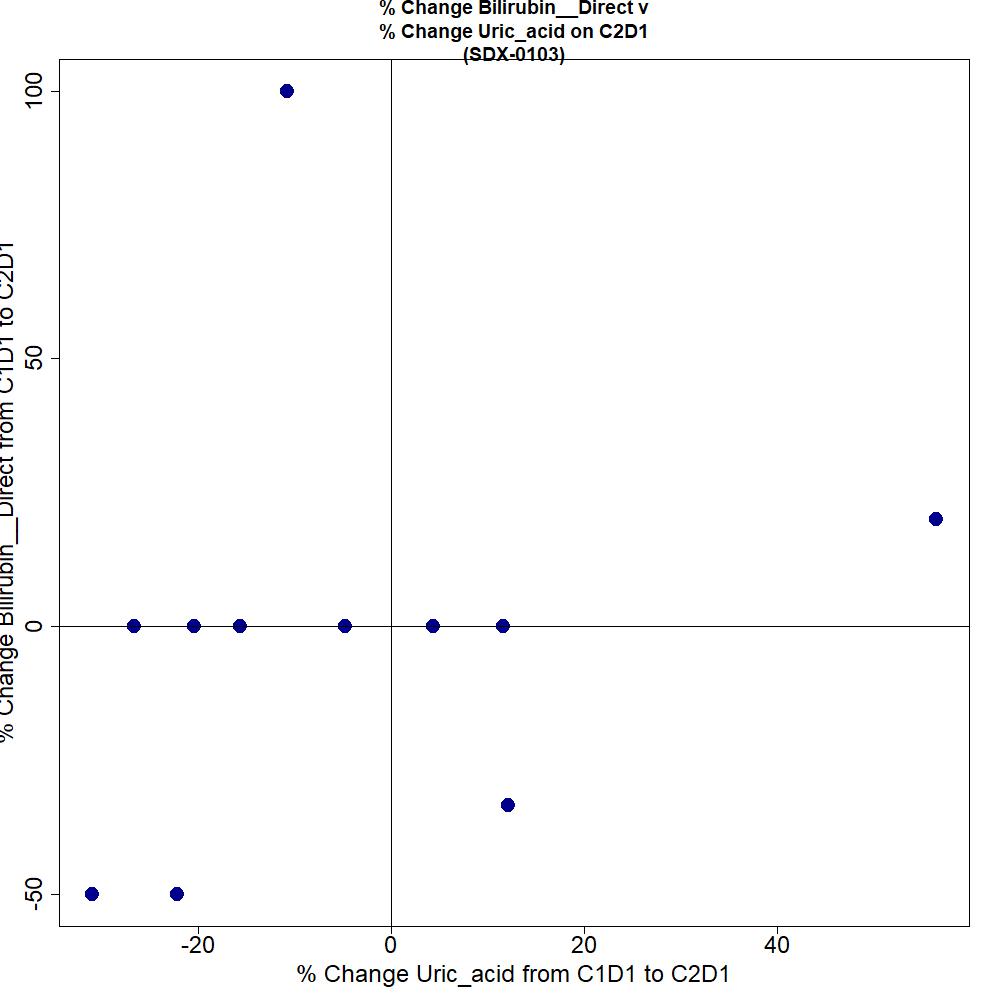 % Change Bilirubin__Direct v
% Change Uric_acid on C2D1
(SDX-0103)
% Change Bilirubin__Direct from C1D1 to C2D1
100
50
0
-50
-20
0
20
40
% Change Uric_acid from C1D1 to C2D1